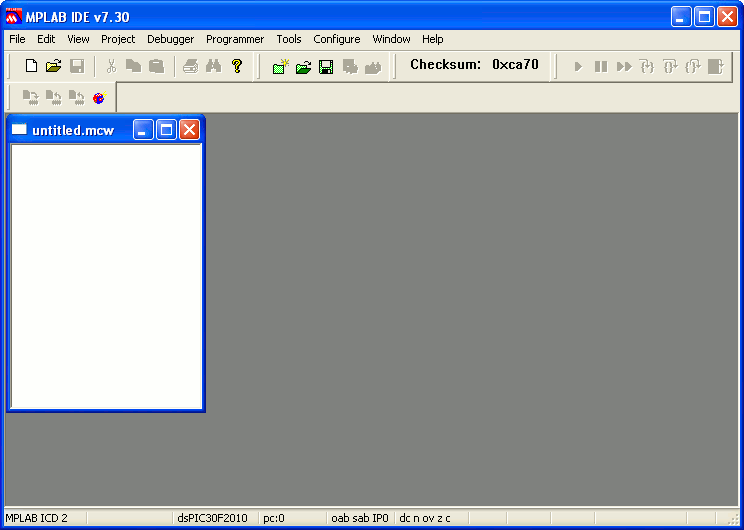 MPLAB IDE v7.30
File Edit View Project Debugger Programmer Tools Configure Window Help
Checksum: 0xca70
untitled.mcw
MPLAB ICD 2 dsPIC30F2010 pc:0 oab sab IP0 dc n ov z c